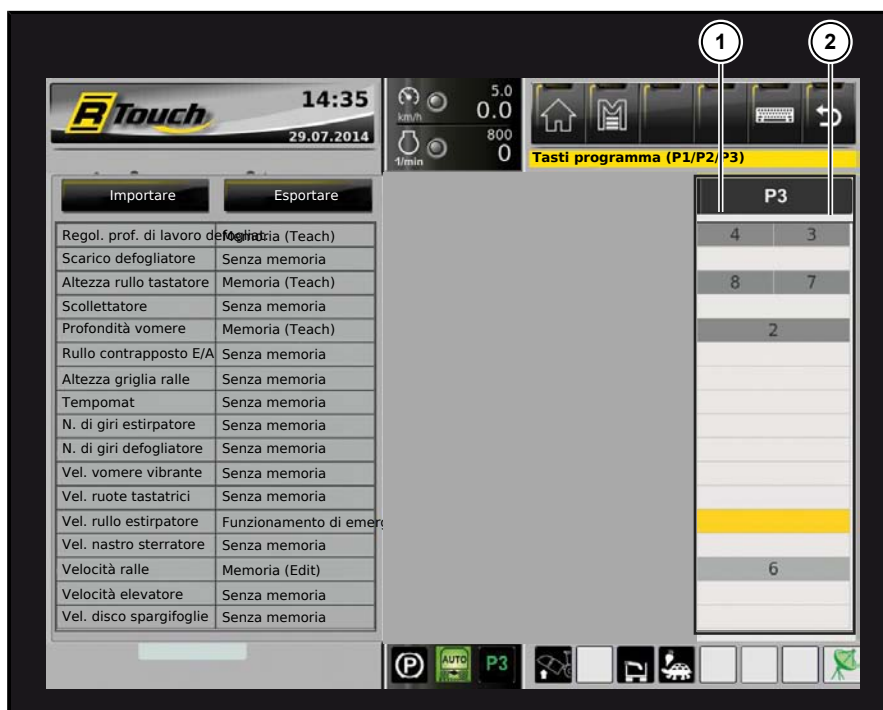 1 2
R Touch
14:35
29.07.2014
km/h
5.0
0.0
1/min
800
0
Tasti programma (P1/P2/P3)
Importare Esportare
P3
Regol. prof. di lavoro defogliat. Memoria (Teach) 4 3
Scarico defogliatore Senza memoria
Altezza rullo tastatore Memoria (Teach) 8 7
Scollettatore Senza memoria
Profondità vomere Memoria (Teach) 2
Rullo contrapposto E/A Senza memoria
Altezza griglia ralle Senza memoria
Tempomat Senza memoria
N. di giri estirpatore Senza memoria
N. di giri defogliatore Senza memoria
Vel. vomere vibrante Senza memoria
Vel. ruote tastatrici Senza memoria
Vel. rullo estirpatore Funzionamento di emerg
Vel. nastro sterratore Senza memoria
Velocità ralle Memoria (Edit) 6
Velocità elevatore Senza memoria
Vel. disco spargifoglie Senza memoria
P AUTO P3